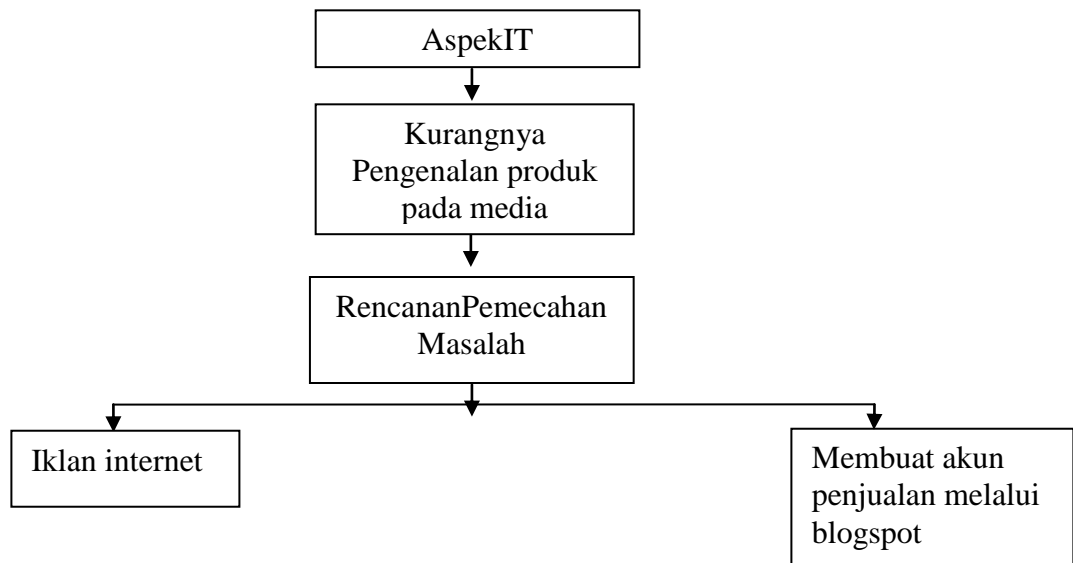 AspekIT
Kurangnya
Pengenalan produk
pada media
RencananPemecahan
Masalah
Iklan internet
Membuat akun
penjualan melalui
blogspot